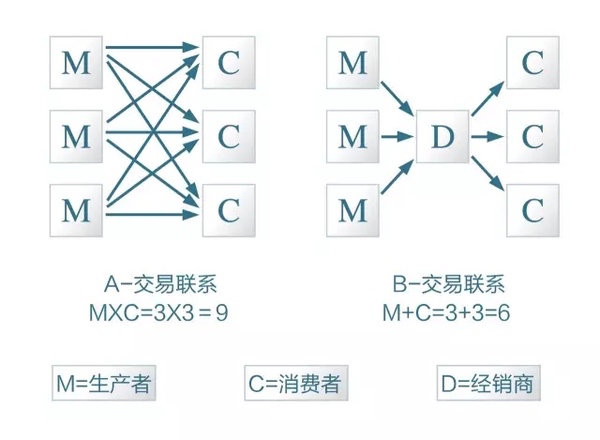 M C M C
M C M D C
M C M C
A-交易联系 B-交易联系
MXC=3X3=9 M+C=3+3=6
M=生产者 C=消费者 D=经销商